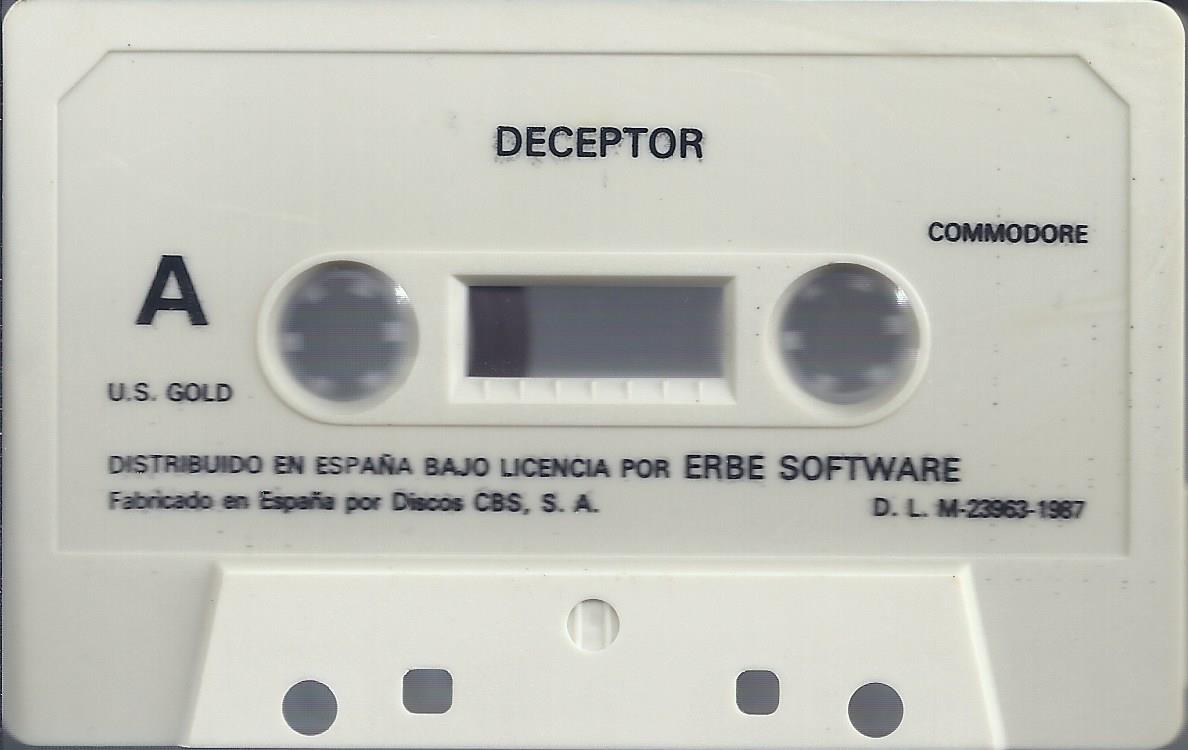 DECEPTOR
COMMODORE
A
U.S. GOLD
DISTRIBUIDO EN ESPAÑA BAJO LICENCIA POR ERBE SOFTWARE
Fabricado en España por Discos CBS, S. A.
D. L. M-23963-1987